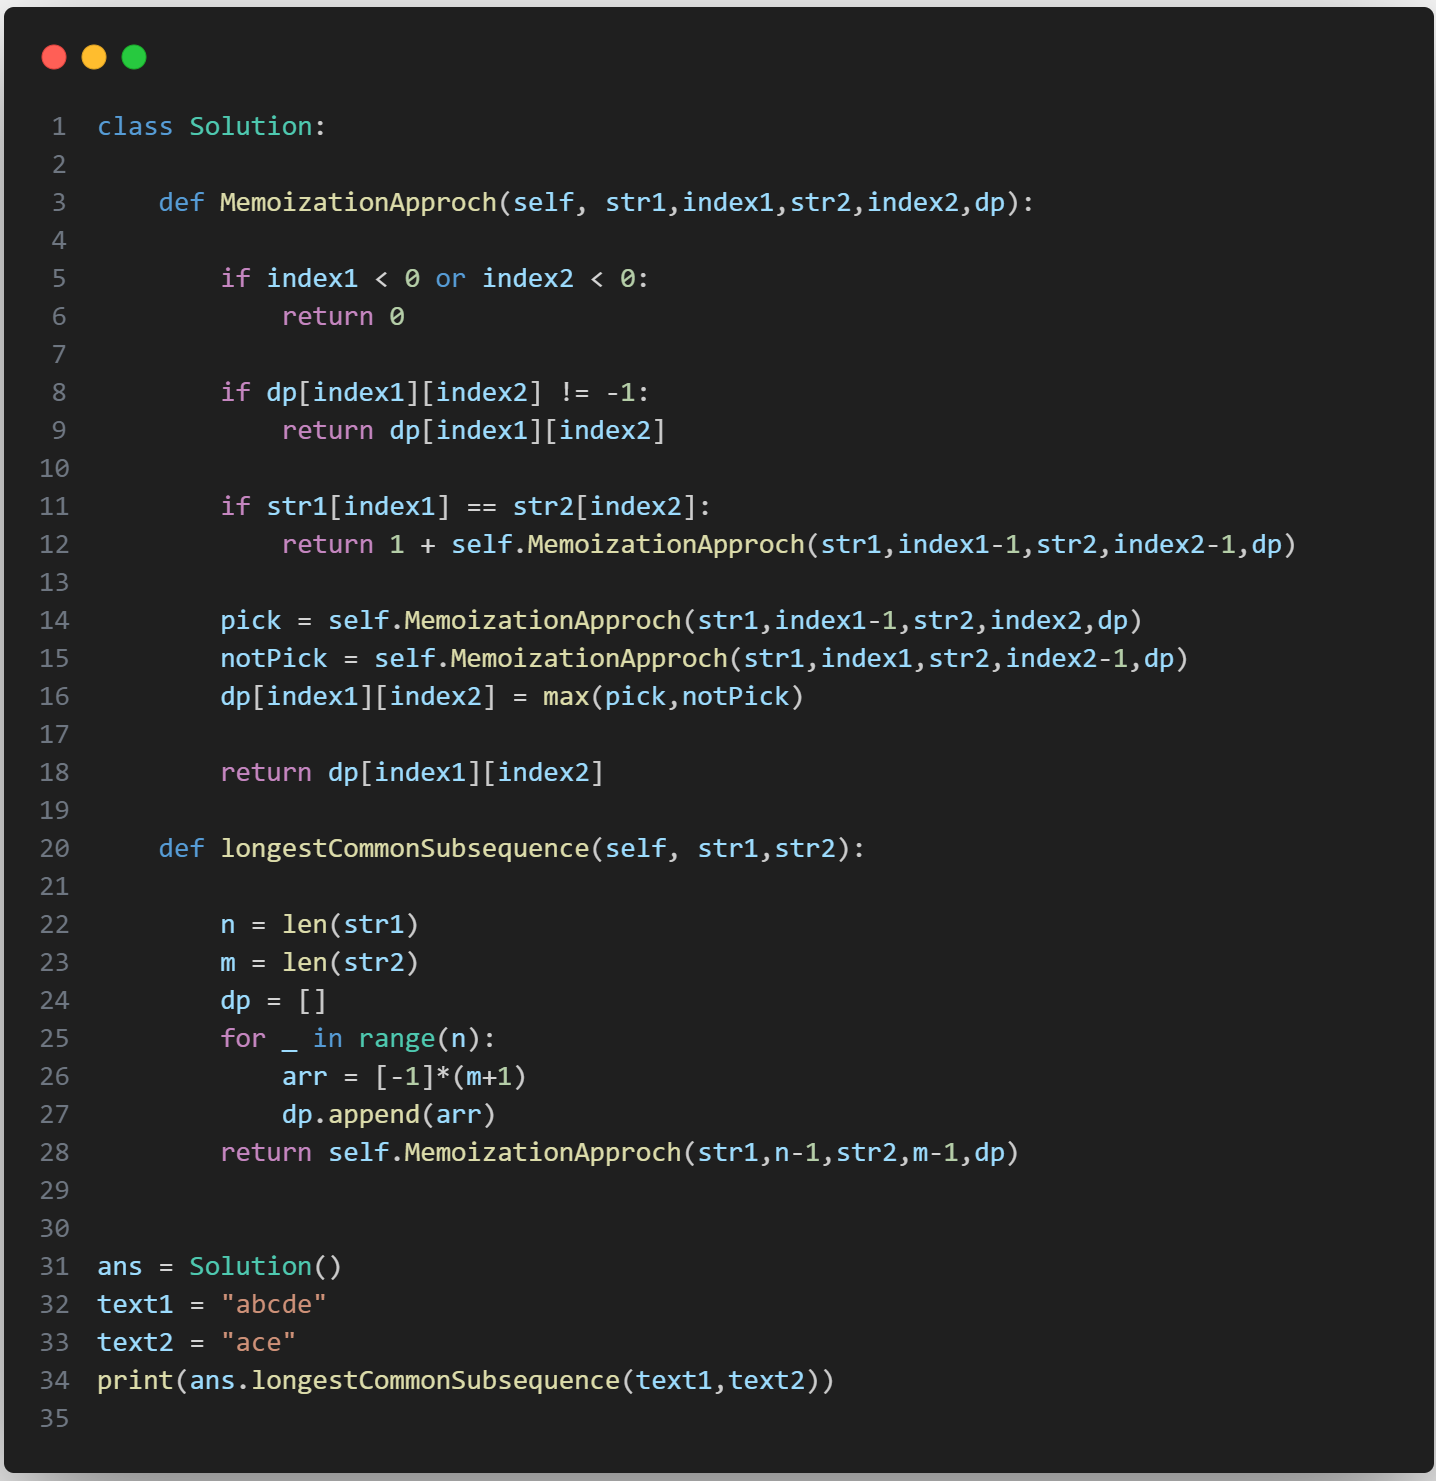 1 class Solution:
2
3     def MemoizationApproch(self, str1,index1,str2,index2,dp):
4
5         if index1 < 0 or index2 < 0:
6             return 0
7
8         if dp[index1][index2] != -1:
9             return dp[index1][index2]
10
11         if str1[index1] == str2[index2]:
12             return 1 + self.MemoizationApproch(str1,index1-1,str2,index2-1,dp)
13
14         pick = self.MemoizationApproch(str1,index1-1,str2,index2,dp)
15         notPick = self.MemoizationApproch(str1,index1,str2,index2-1,dp)
16         dp[index1][index2] = max(pick,notPick)
17
18         return dp[index1][index2]
19
20     def longestCommonSubsequence(self, str1,str2):
21
22         n = len(str1)
23         m = len(str2)
24         dp = []
25         for _ in range(n):
26             arr = [-1]*(m+1)
27             dp.append(arr)
28         return self.MemoizationApproch(str1,n-1,str2,m-1,dp)
29
30
31 ans = Solution()
32 text1 = "abcde"
33 text2 = "ace"
34 print(ans.longestCommonSubsequence(text1,text2))
35